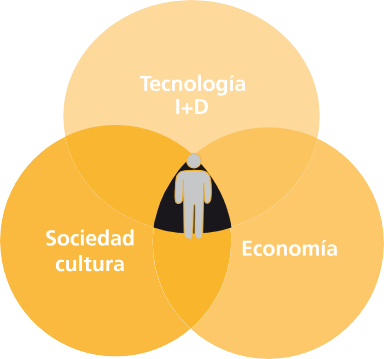 Tecnología
I+D
Sociedad
cultura
Economía